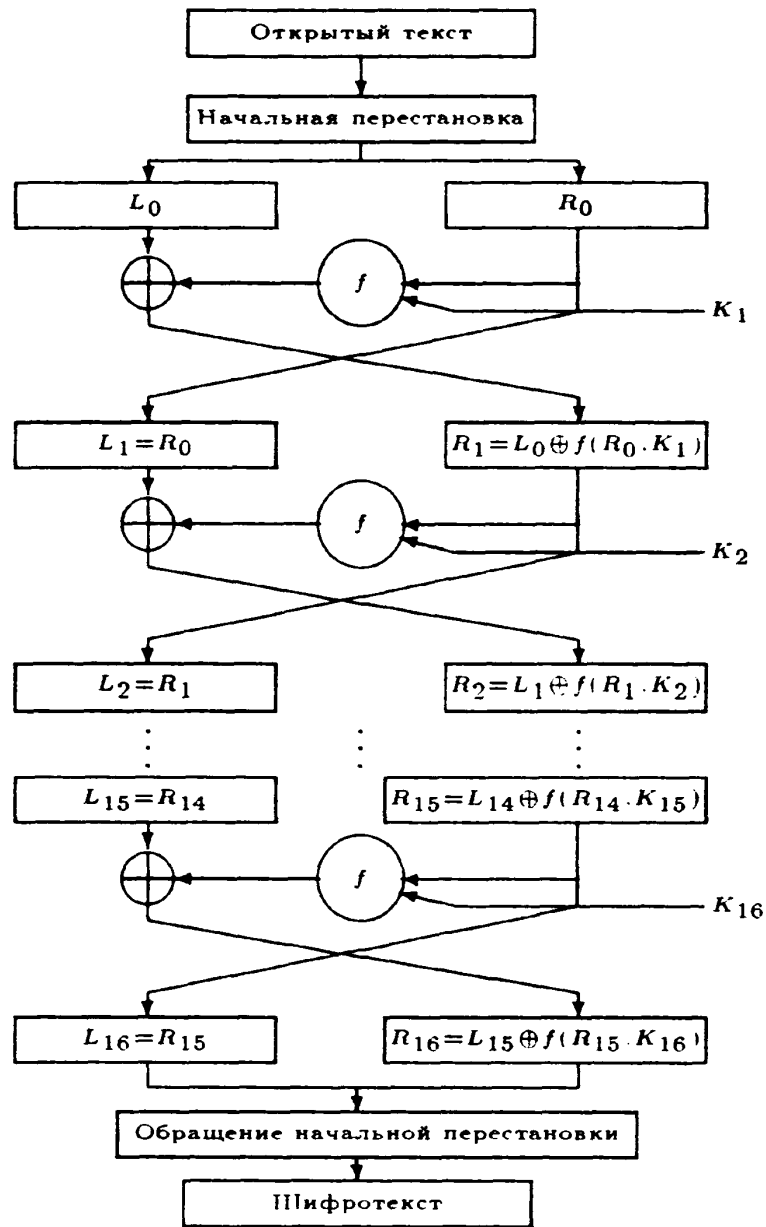 Открытый текст
Начальная перестановка
L0
R0
f
K1
L1=R0
R1=L0⊕f(R0.K1)
f
K2
L2=R1
R2=L1⊕f(R1.K2)
L15=R14
R15=L14⊕f(R14.K15)
f
K16
L16=R15
R16=L15⊕f(R15.K16)
Обращение начальной перестановки
Шифротекст